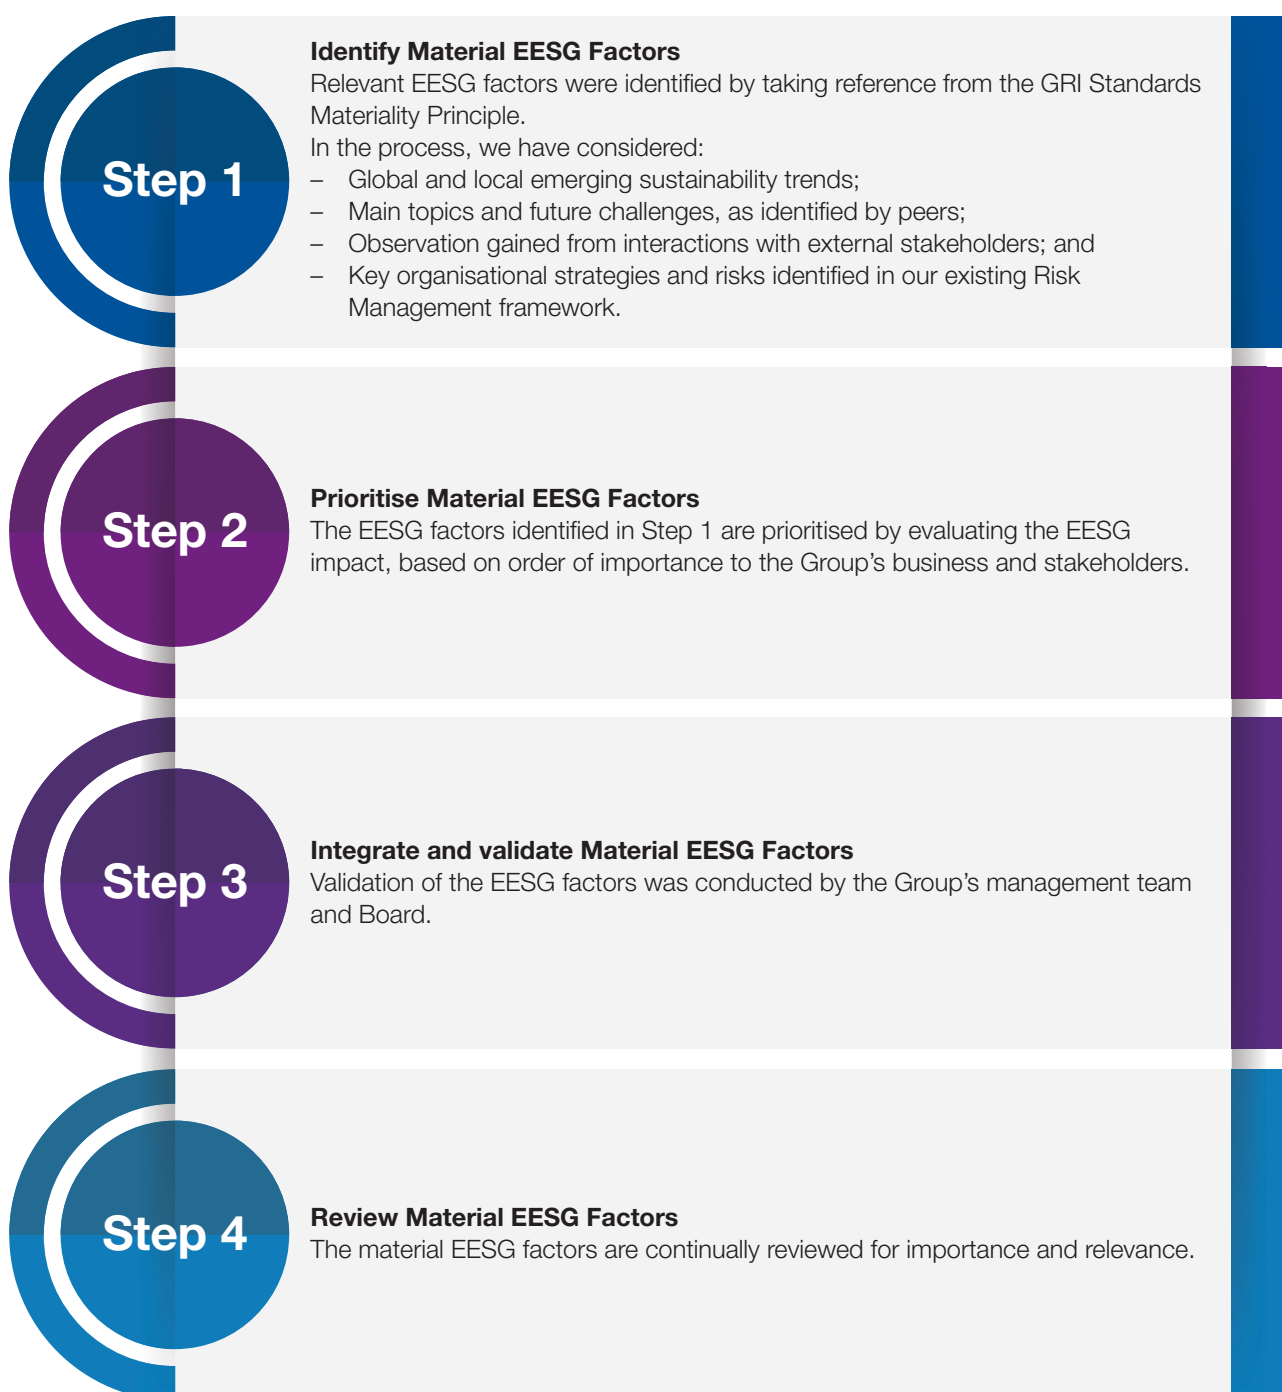 Step 1
Identify Material EESG Factors
Relevant EESG factors were identified by taking reference from the GRI Standards
Materiality Principle.
In the process, we have considered:
– Global and local emerging sustainability trends;
– Main topics and future challenges, as identified by peers;
– Observation gained from interactions with external stakeholders; and
– Key organisational strategies and risks identified in our existing Risk
Management framework.
Step 2
Prioritise Material EESG Factors
The EESG factors identified in Step 1 are prioritised by evaluating the EESG
impact, based on order of importance to the Group’s business and stakeholders.
Step 3
Integrate and validate Material EESG Factors
Validation of the EESG factors was conducted by the Group’s management team
and Board.
Step 4
Review Material EESG Factors
The material EESG factors are continually reviewed for importance and relevance.